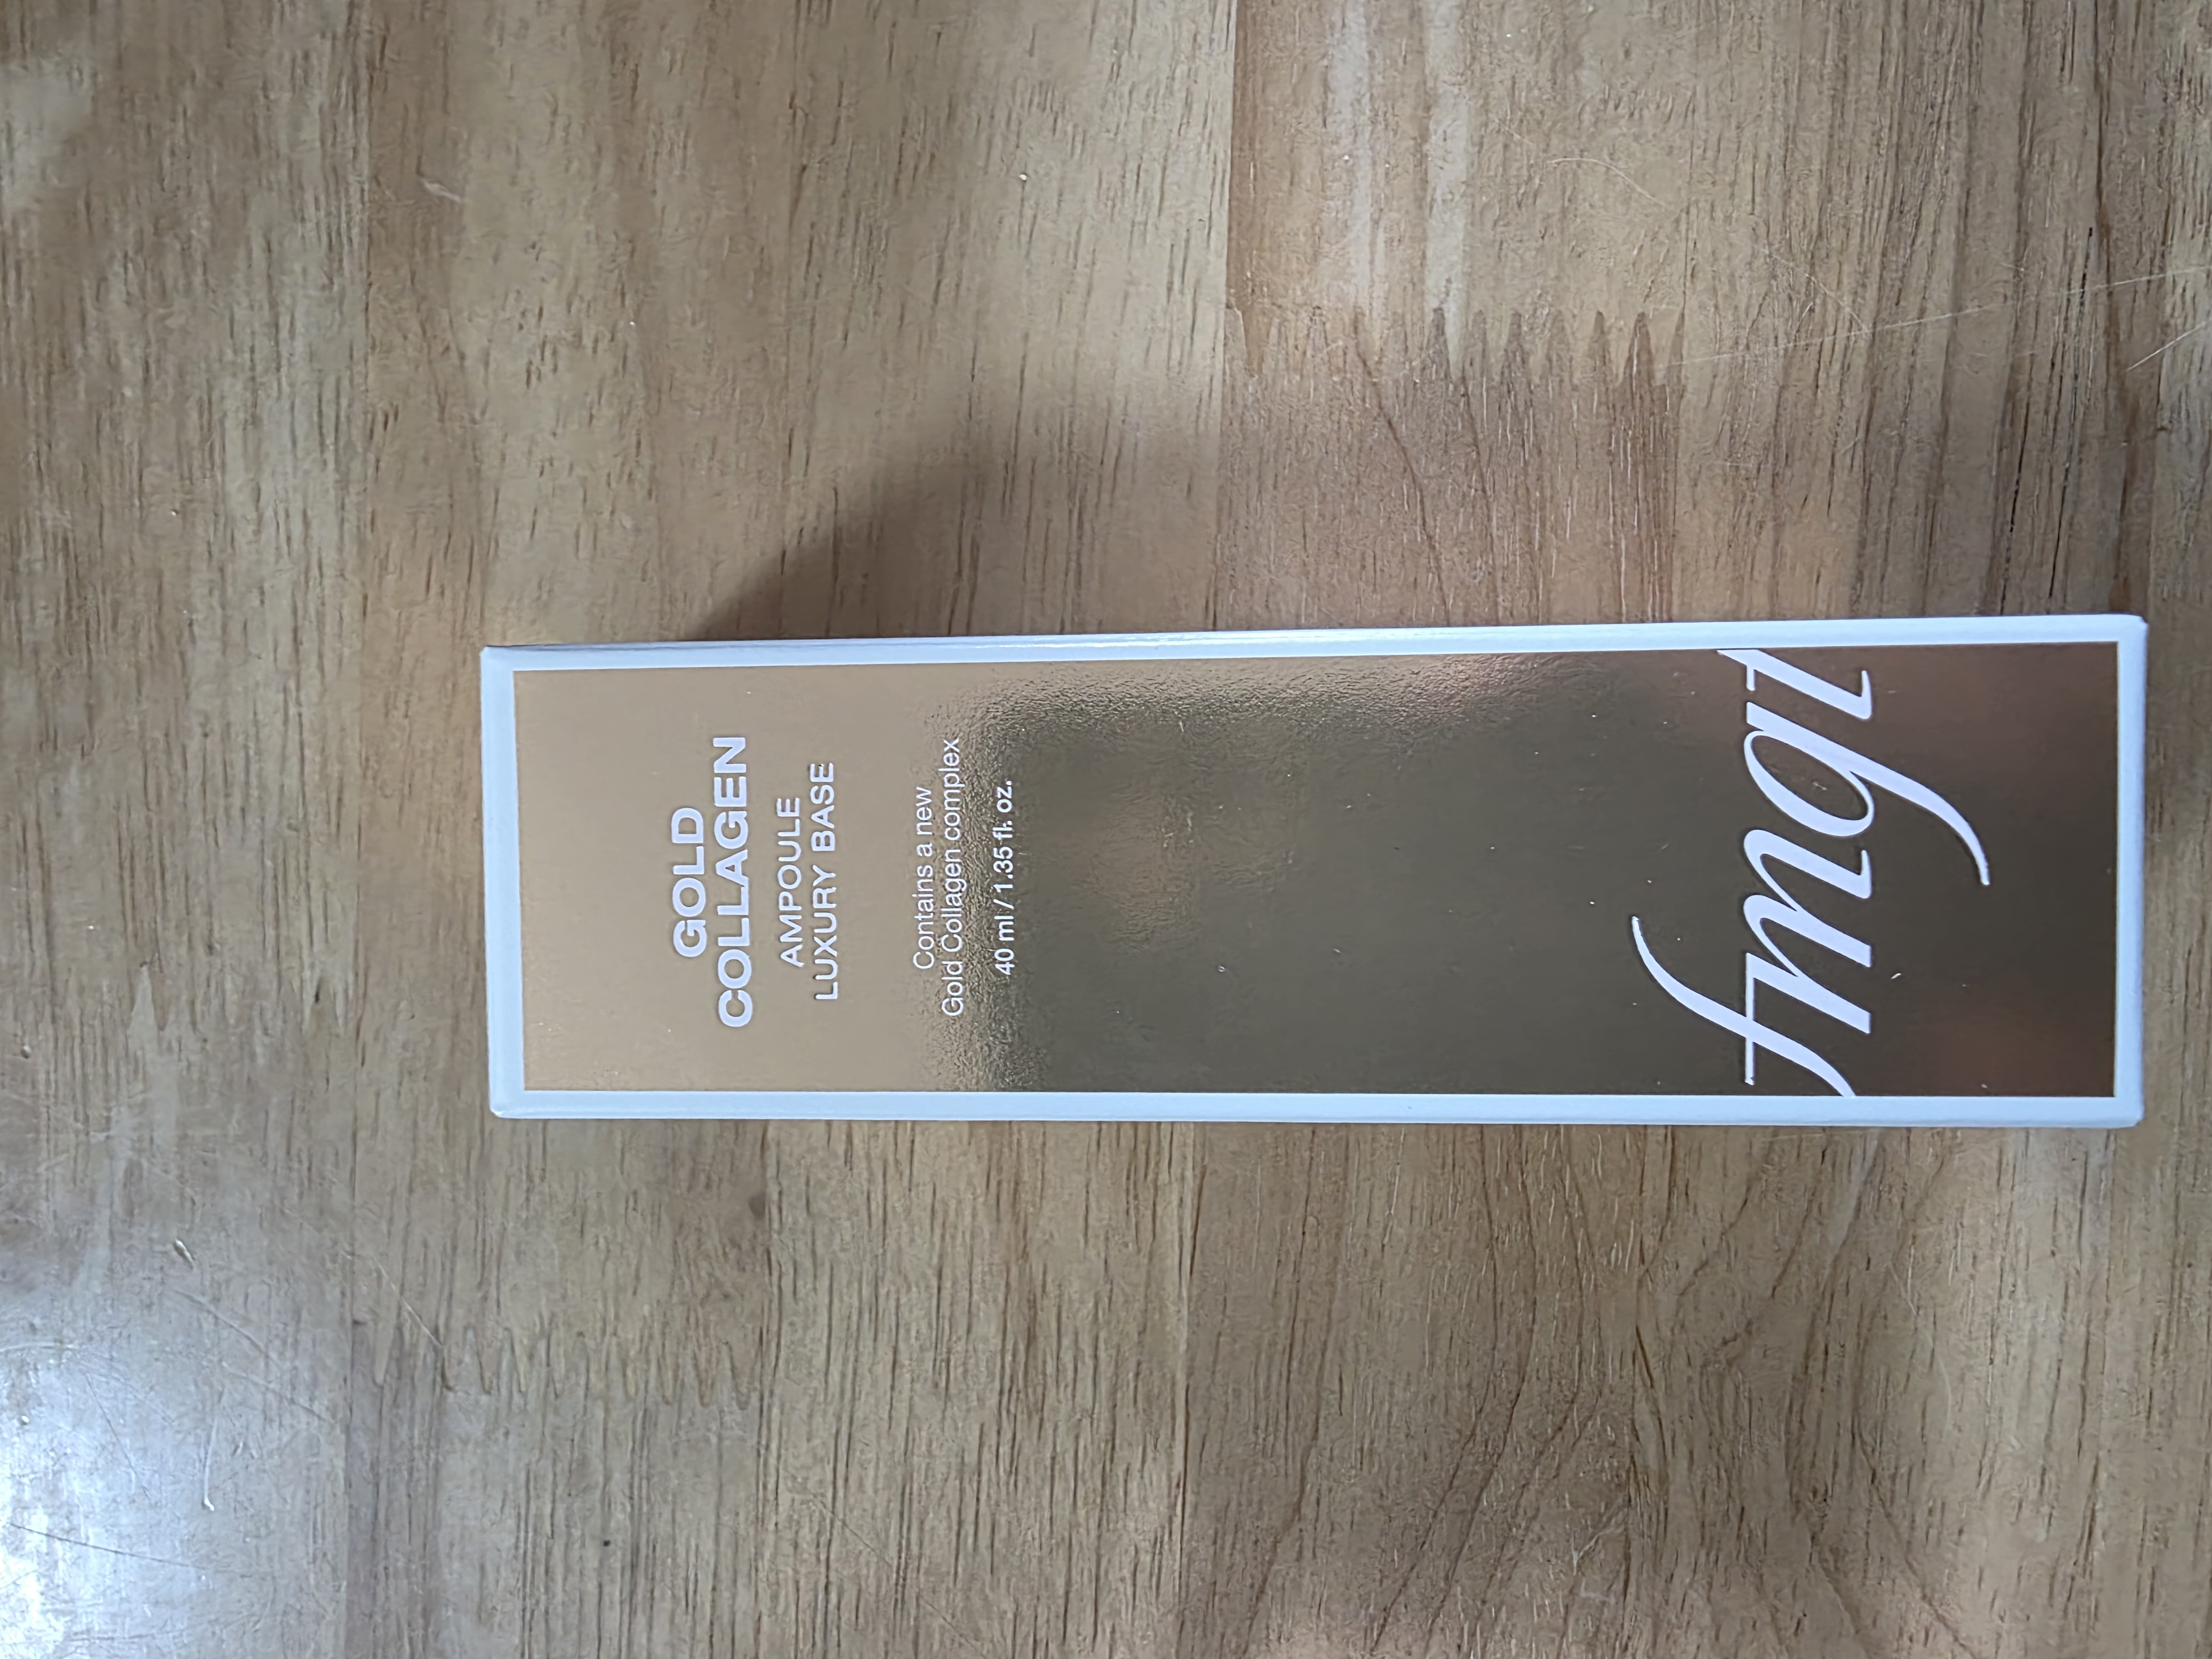 GOLD
COLLAGEN
AMPOULE
LUXURY BASE
Contains a new
Gold Collagen complex
40 ml / 1.35 fl. oz.
fmgt